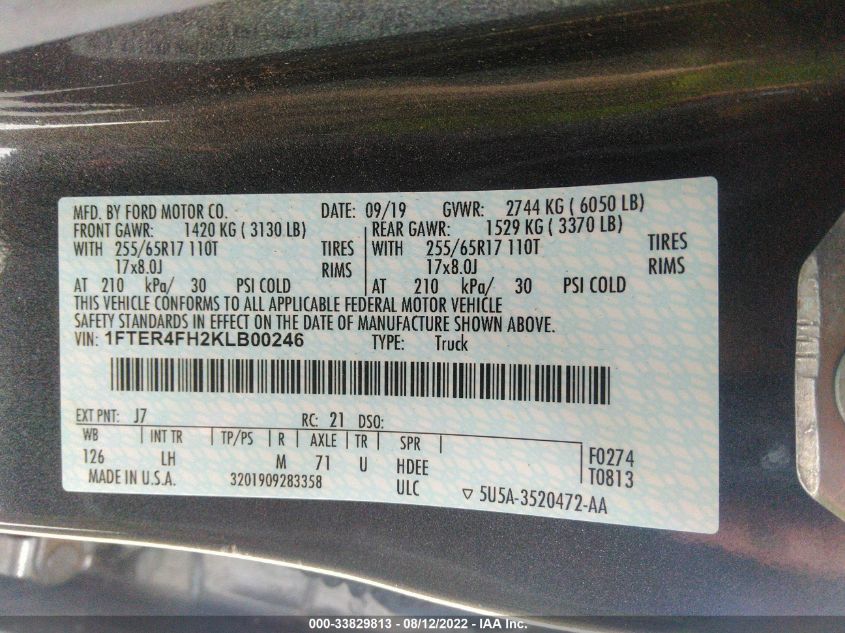 MFD. BY FORD MOTOR CO. DATE: 09/19 GVWR: 2744 KG ( 6050 LB)
FRONT GAWR: 1420 KG ( 3130 LB) REAR GAWR: 1529 KG ( 3370 LB)
WITH 255/65R17 110T TIRES WITH 255/65R17 110T TIRES
17x8.0J RIMS 17x8.0J RIMS
AT 210 kPa/ 30 PSI COLD AT 210 kPa/ 30 PSI COLD
THIS VEHICLE CONFORMS TO ALL APPLICABLE FEDERAL MOTOR VEHICLE
SAFETY STANDARDS IN EFFECT ON THE DATE OF MANUFACTURE SHOWN ABOVE.
VIN: 1FTER4FH2KLB00246 TYPE: Truck
EXT PNT: J7 RC: 21 DSO:
WB INT TR TP/PS R AXLE TR SPR F0274
126 LH M 71 U HDEE T0813
MADE IN U.S.A. 3201909283358 ULC ▽ 5U5A-3520472-AA
000-33829813 - 08/12/2022 - IAA Inc.